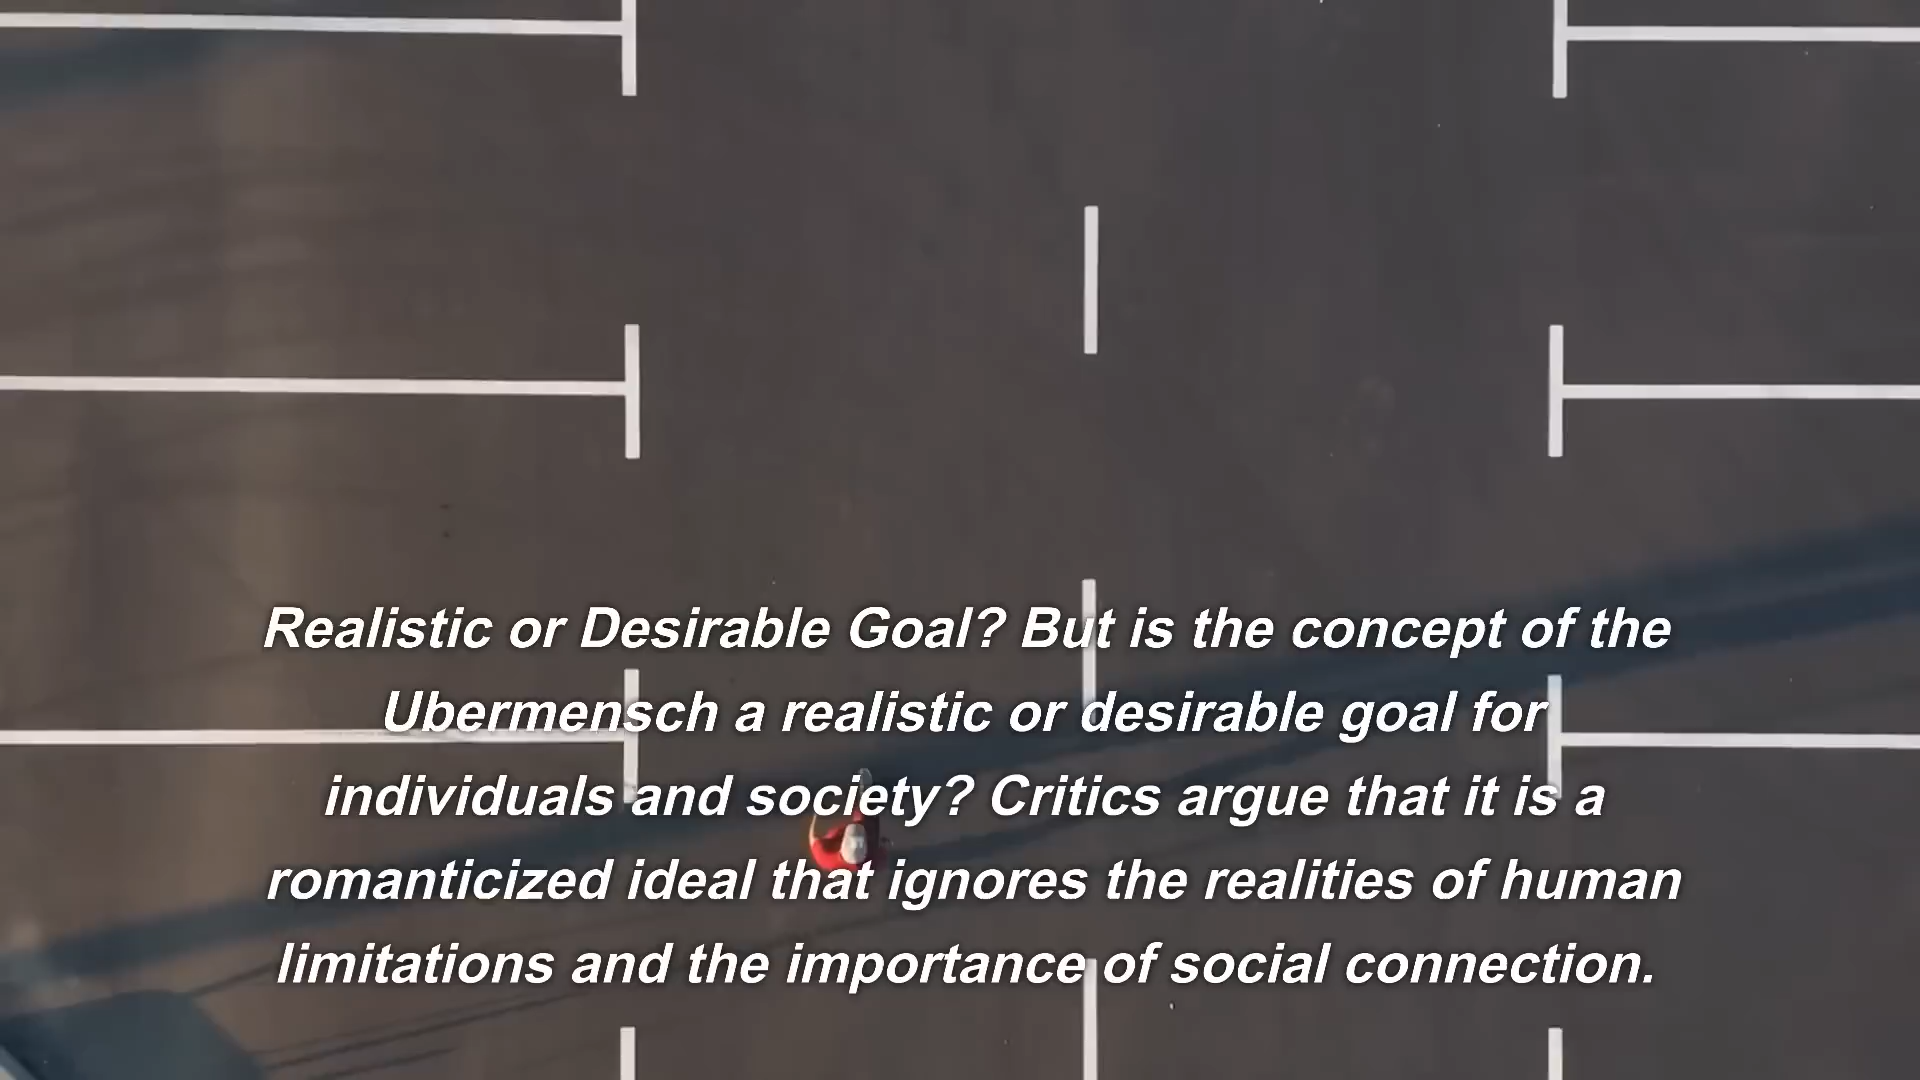 Realistic or Desirable Goal? But is the concept of the
Ubermensch a realistic or desirable goal for
individuals and society? Critics argue that it is a
romanticized ideal that ignores the realities of human
limitations and the importance of social connection.